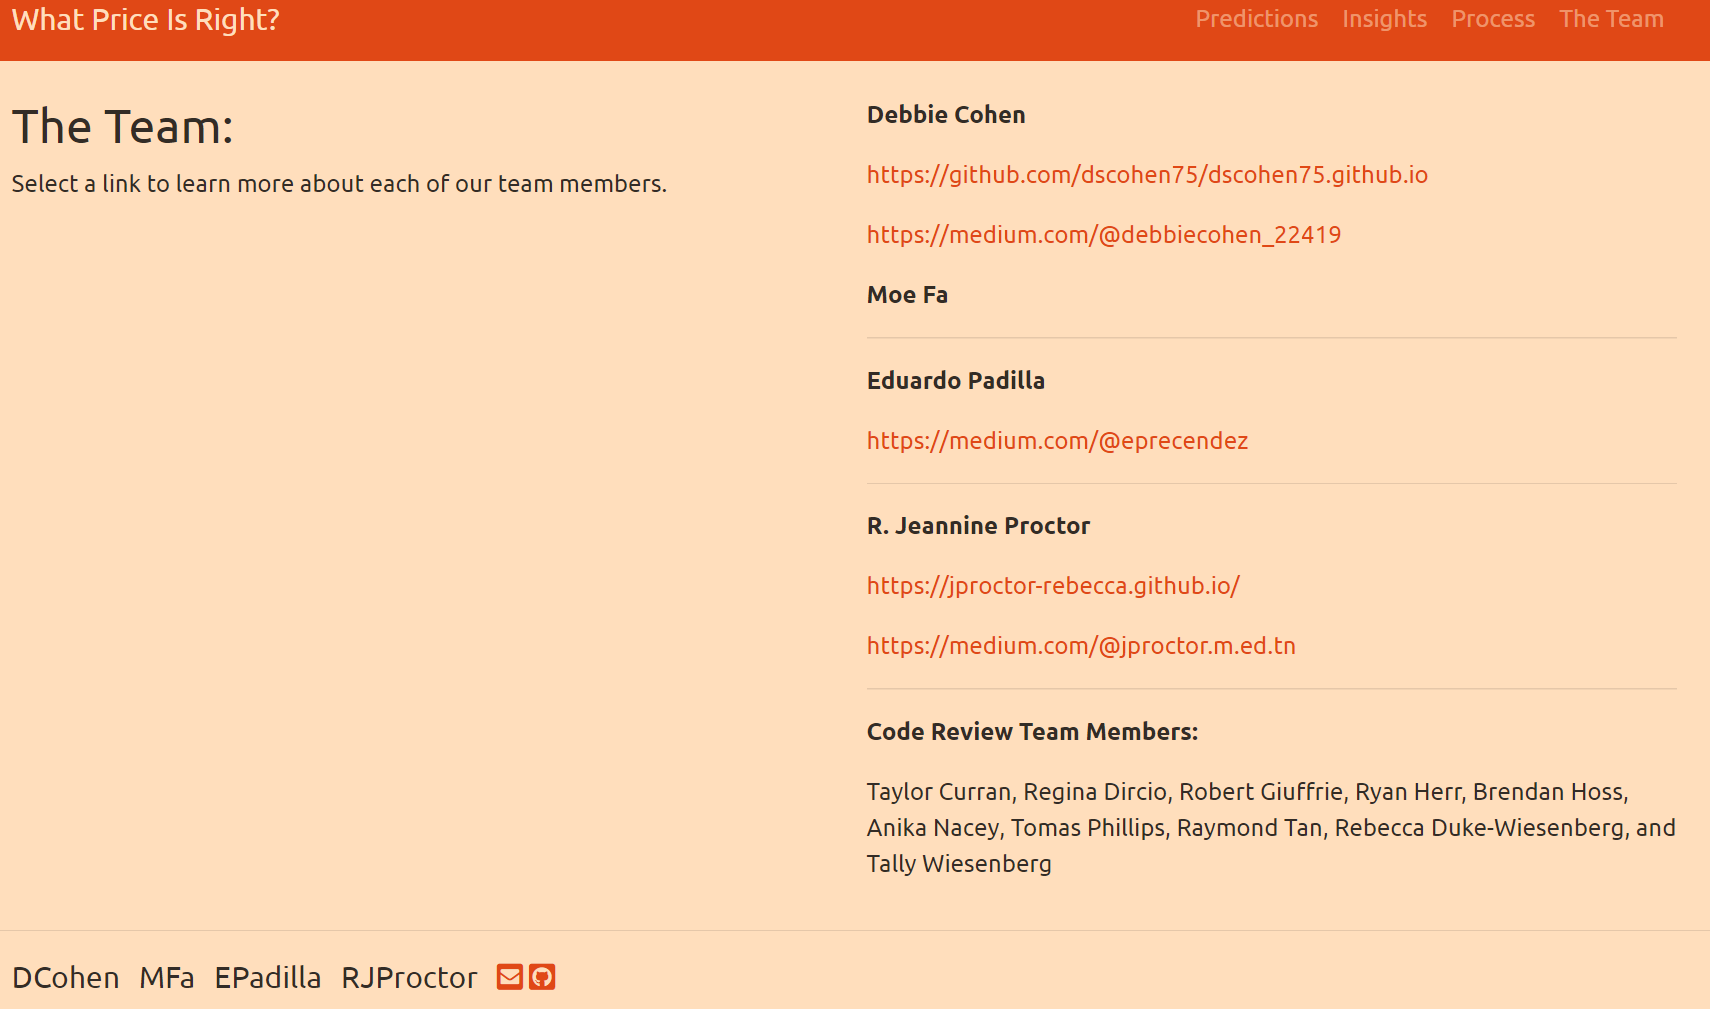 What Price Is Right?
Predictions Insights Process The Team
The Team:
Select a link to learn more about each of our team members.
Debbie Cohen
https://github.com/dscohen75/dscohen75.github.io
https://medium.com/@debbiecohen_22419
Moe Fa
Eduardo Padilla
https://medium.com/@eprecendez
R. Jeannine Proctor
https://jproctor-rebecca.github.io/
https://medium.com/@jproctor.m.ed.tn
Code Review Team Members:
Taylor Curran, Regina Dircio, Robert Giuffrie, Ryan Herr, Brendan Hoss,
Anika Nacey, Tomas Phillips, Raymond Tan, Rebecca Duke-Wiesenberg, and
Tally Wiesenberg
DCohen MFa EPadilla RJProctor